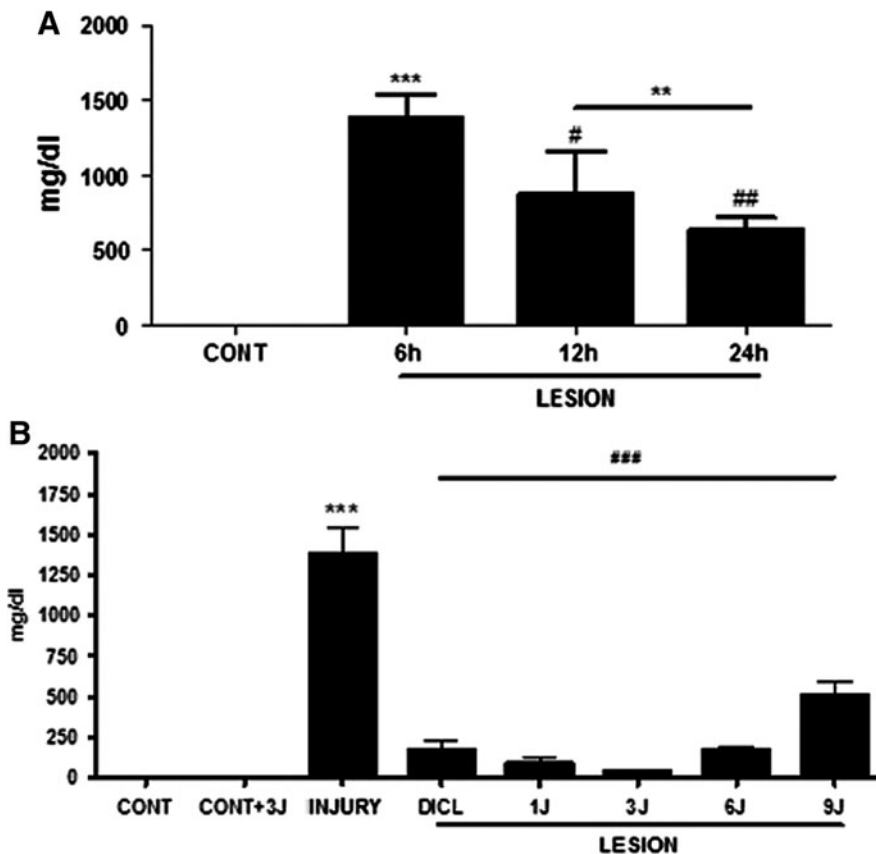 A
2000
***
1500
**
#
mg/dl
1000
##
500
0
CONT 6h 12h 24h
LESION
B
2000
###
1750
***
1500
1250
mg/dl
1000
750
500
250
0
CONT CONT+3J INJURY DICL 1J 3J 6J 9J
LESION